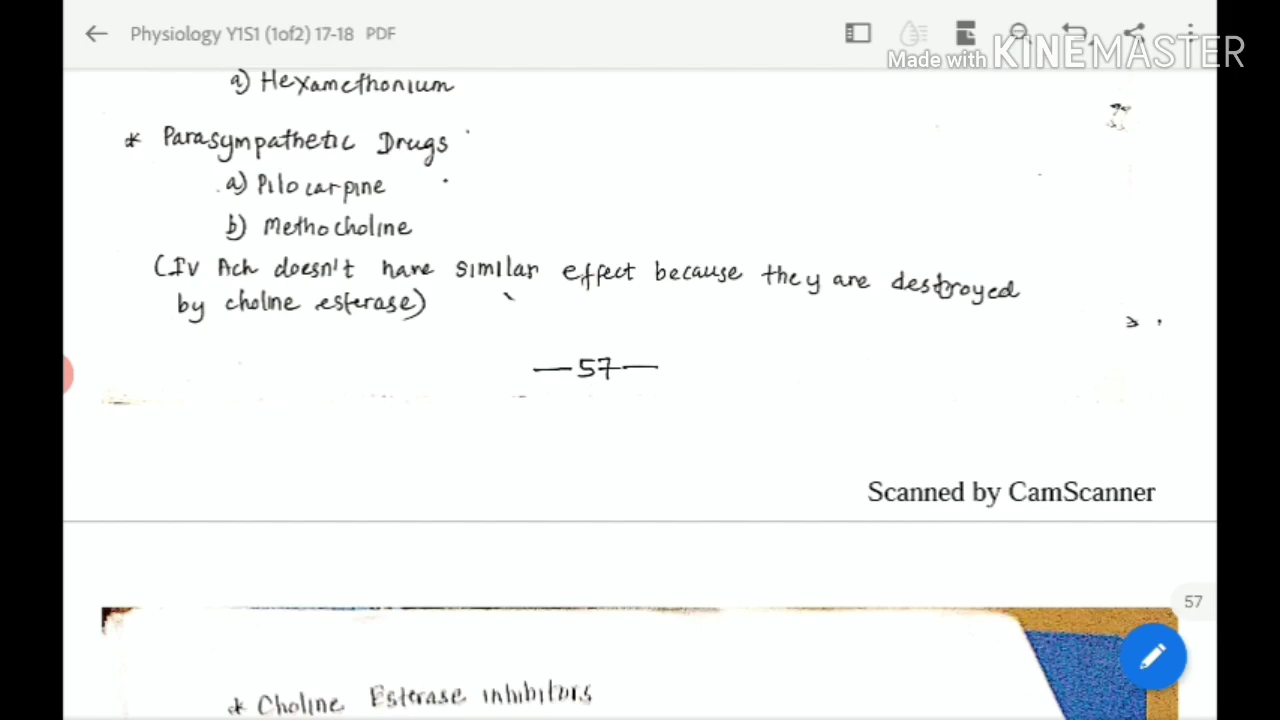 Physiology Y1S1 (1of2) 17-18 PDF
Made with KINEMASTER
a) Hexamethonium
* Parasympathetic Drugs
a) Pilocarpine
b) Methocholine
(IV Ach doesn't have similar effect because they are destroyed
by choline esterase)
—57—
Scanned by CamScanner
57
* Choline Esterase inhibitors